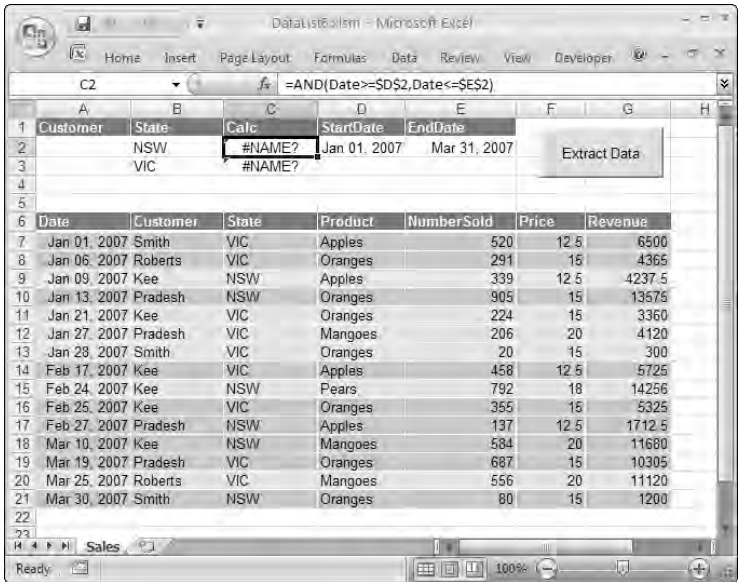 DataList6.xlsm - Microsoft Excel
Home Insert Page Layout Formulas Data Review View Developer
C2 fx =AND(Date>=$D$2,Date<=$E$2)
A B C D E F G H
1 Customer State Calc StartDate EndDate
2 NSW #NAME? Jan 01, 2007 Mar 31, 2007 Extract Data
3 VIC #NAME?
4
5
6 Date Customer State Product NumberSold Price Revenue
7 Jan 01, 2007 Smith VIC Apples 520 12.5 6500
8 Jan 06, 2007 Roberts VIC Oranges 291 15 4365
9 Jan 09, 2007 Kee NSW Apples 339 12.5 4237.5
10 Jan 13, 2007 Pradesh NSW Oranges 905 15 13575
11 Jan 21, 2007 Kee VIC Oranges 224 15 3360
12 Jan 27, 2007 Pradesh VIC Mangoes 206 20 4120
13 Jan 28, 2007 Smith VIC Oranges 20 15 300
14 Feb 17, 2007 Kee VIC Apples 458 12.5 5725
15 Feb 24, 2007 Kee NSW Pears 792 18 14256
16 Feb 25, 2007 Kee VIC Oranges 355 15 5325
17 Feb 27, 2007 Pradesh NSW Apples 137 12.5 1712.5
18 Mar 10, 2007 Kee NSW Mangoes 584 20 11680
19 Mar 19, 2007 Pradesh VIC Oranges 687 15 10305
20 Mar 25, 2007 Roberts VIC Mangoes 556 20 11120
21 Mar 30, 2007 Smith NSW Oranges 80 15 1200
22
23
Sales
Ready 100%